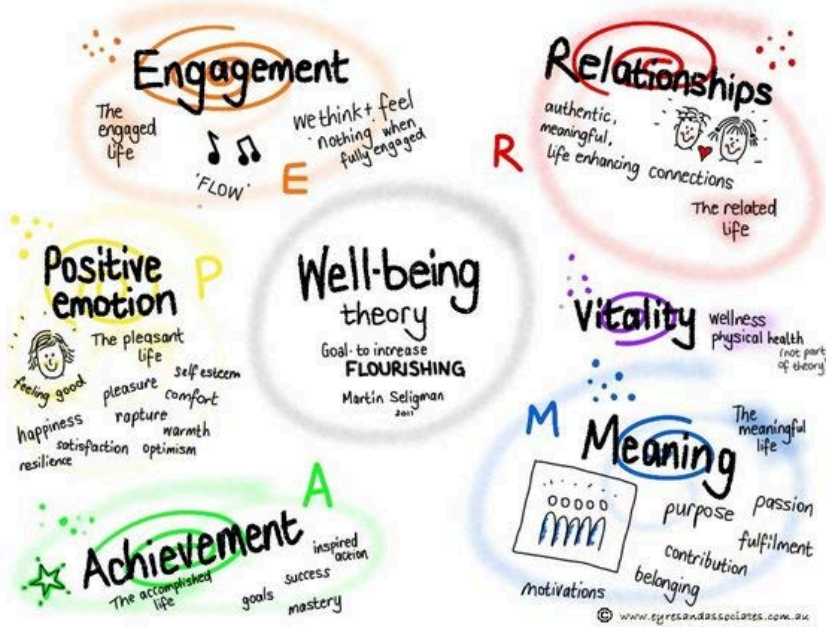 Engagement
The
engaged
life
'FLOW'
we think + feel
'nothing' when
fully engaged
E
Relationships
authentic,
meaningful,
life enhancing connections
The related
life
R
Positive
emotion
P
The pleasant
life
feeling good
self esteem
pleasure
comfort
happiness
rapture
warmth
satisfaction
optimism
resilience
Well-being
theory
Goal - to increase
FLOURISHING
Martin Seligman
2011
Vitality
wellness
physical health
(not part
of theory)
M
Meaning
The
meaningful
life
purpose
passion
fulfilment
contribution
belonging
motivations
A
Achievement
The accomplished
life
inspired
action
success
goals
mastery
© www.eyresandassociates.com.au